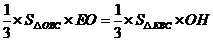 1/3 × S△OBC × EO = 1/3 × S△EBC × OH